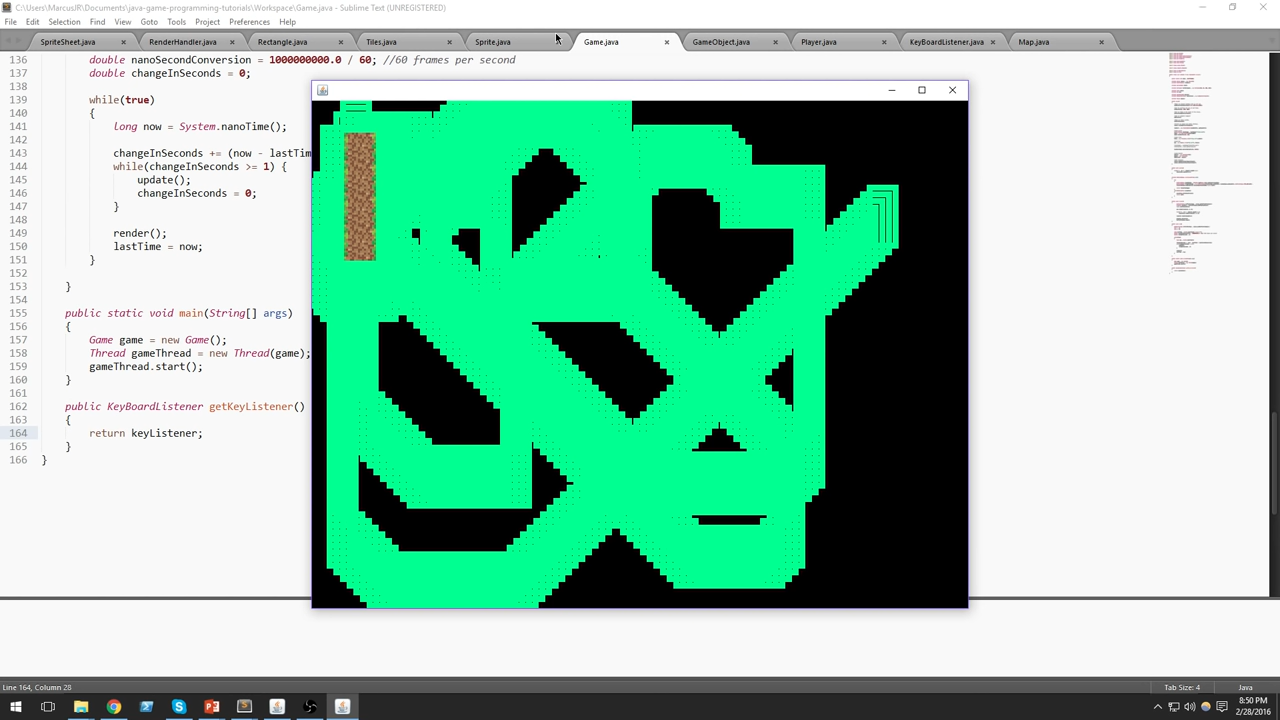 C:\Users\MarcusJR\Documents\java-game-programming-tutorials\Workspace\Game.java - Sublime Text (UNREGISTERED)
File Edit Selection Find View Goto Tools Project Preferences Help
SpriteSheet.java × RenderHandler.java × Rectangle.java × Tiles.java × Sprite.java Game.java × GameObject.java × Player.java × KeyBoardListener.java × Map.java ×
136 double nanoSecondConversion = 1000000000.0 / 60; //60 frames per second
137 double changeInSeconds = 0;
138
139 while(true)
140 {
141 long now = System.nanoTime();
142
changeInSeconds += (now - last
while(changeInSeconds >= 1)
146 changeInSeconds = 0;
147
148
149 render();
150 lastTime = now;
151 }
152
153 }
154
155 public static void main(String[] args)
156 {
157 Game game = new Game();
158 Thread gameThread = new Thread(game);
159 gameThread.start();
160 }
161
162 public KeyBoardListener getKeyListener()
163 {
164 return keyListener;
165 }
166 }
Line 164, Column 28 Tab Size: 4 Java
8:50 PM
2/28/2016